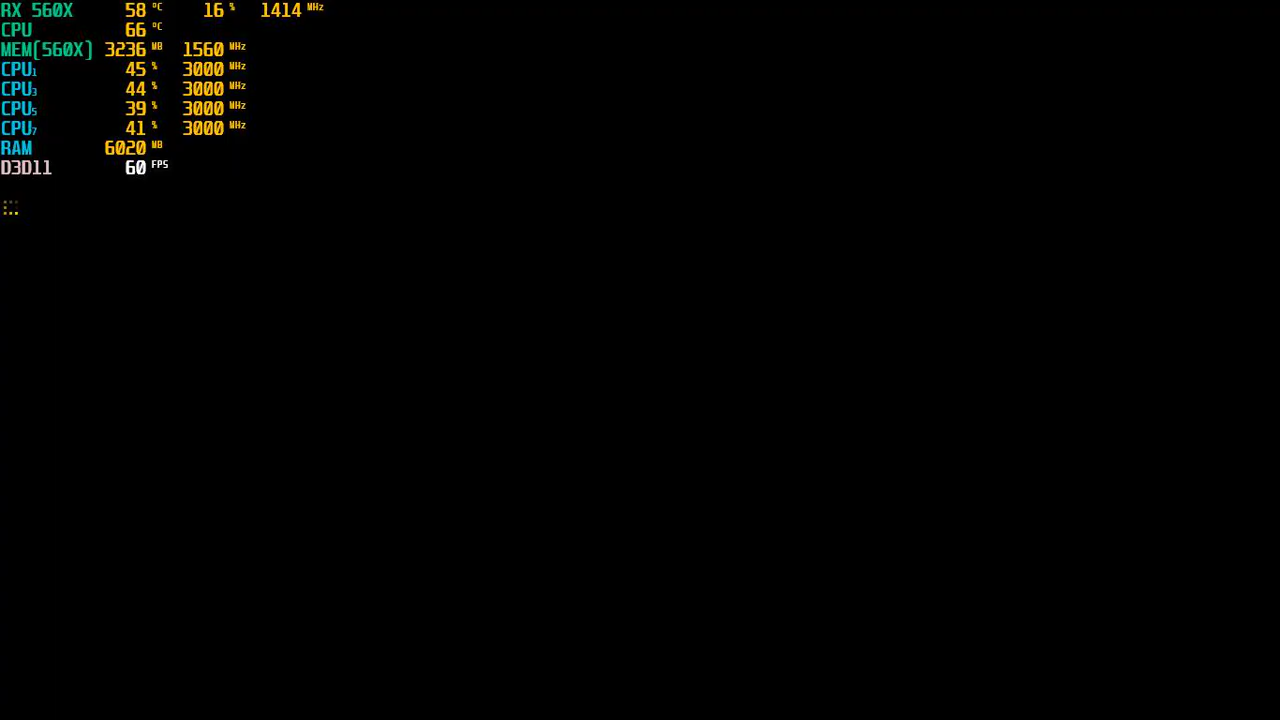 RX 560X 58 °C 16 % 1414 MHz
CPU 66 °C
MEM[560X] 3236 MB 1560 MHz
CPU1 45 % 3000 MHz
CPU3 44 % 3000 MHz
CPU5 39 % 3000 MHz
CPU7 41 % 3000 MHz
RAM 6020 MB
D3D11 60 FPS